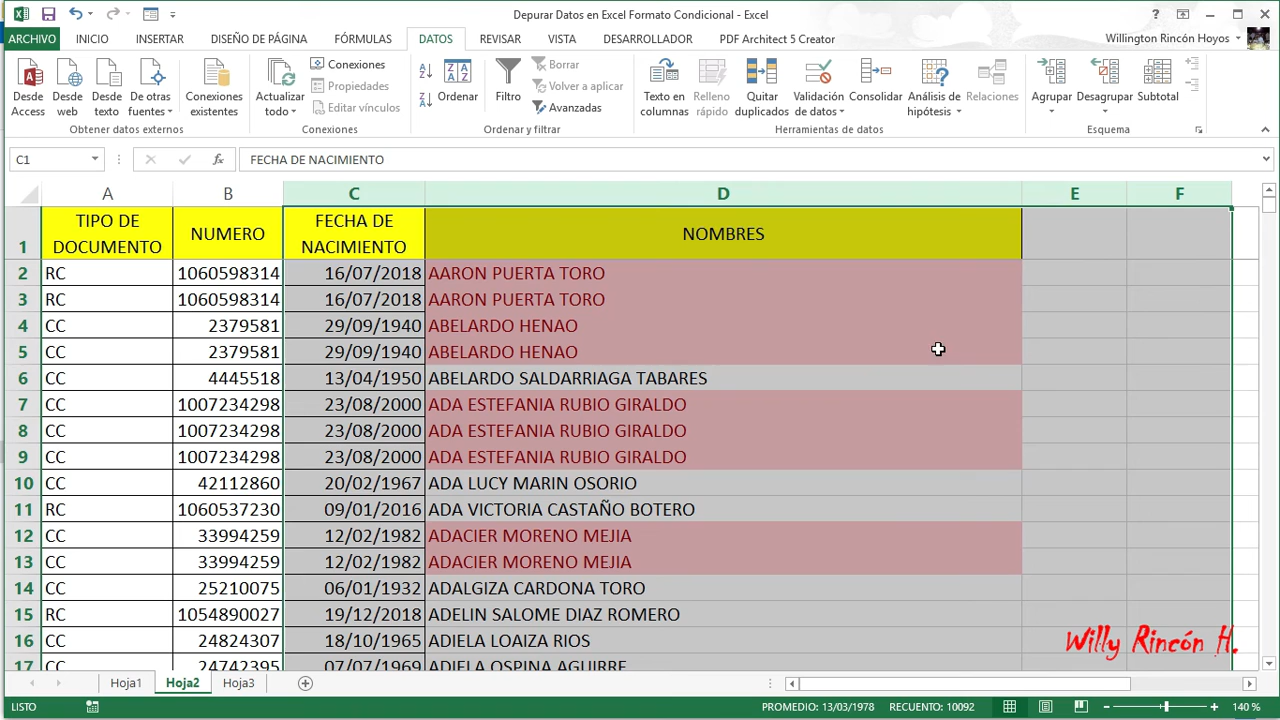 Depurar Datos en Excel Formato Condicional - Excel
ARCHIVO INICIO INSERTAR DISEÑO DE PÁGINA FÓRMULAS DATOS REVISAR VISTA DESARROLLADOR PDF Architect 5 Creator Willington Rincón Hoyos
Desde Access
Desde web
Desde texto
De otras fuentes
Conexiones existentes
Obtener datos externos
Actualizar todo
Conexiones
Propiedades
Editar vínculos
Conexiones
Ordenar
Filtro
Borrar
Volver a aplicar
Avanzadas
Ordenar y filtrar
Texto en columnas
Relleno rápido
Quitar duplicados
Validación de datos
Consolidar
Análisis de hipótesis
Relaciones
Herramientas de datos
Agrupar
Desagrupar
Subtotal
Esquema
C1 fx FECHA DE NACIMIENTO
A B C D E F
1 TIPO DE DOCUMENTO NUMERO FECHA DE NACIMIENTO NOMBRES
2 RC 1060598314 16/07/2018 AARON PUERTA TORO
3 RC 1060598314 16/07/2018 AARON PUERTA TORO
4 CC 2379581 29/09/1940 ABELARDO HENAO
5 CC 2379581 29/09/1940 ABELARDO HENAO
6 CC 4445518 13/04/1950 ABELARDO SALDARRIAGA TABARES
7 CC 1007234298 23/08/2000 ADA ESTEFANIA RUBIO GIRALDO
8 CC 1007234298 23/08/2000 ADA ESTEFANIA RUBIO GIRALDO
9 CC 1007234298 23/08/2000 ADA ESTEFANIA RUBIO GIRALDO
10 CC 42112860 20/02/1967 ADA LUCY MARIN OSORIO
11 RC 1060537230 09/01/2016 ADA VICTORIA CASTAÑO BOTERO
12 CC 33994259 12/02/1982 ADACIER MORENO MEJIA
13 CC 33994259 12/02/1982 ADACIER MORENO MEJIA
14 CC 25210075 06/01/1932 ADALGIZA CARDONA TORO
15 RC 1054890027 19/12/2018 ADELIN SALOME DIAZ ROMERO
16 CC 24824307 18/10/1965 ADIELA LOAIZA RIOS
17 CC 24742395 07/07/1969 ADIELA OSPINA AGUIRRE
Willy Rincón H.
Hoja1 Hoja2 Hoja3
LISTO PROMEDIO: 13/03/1978 RECUENTO: 10092 140 %